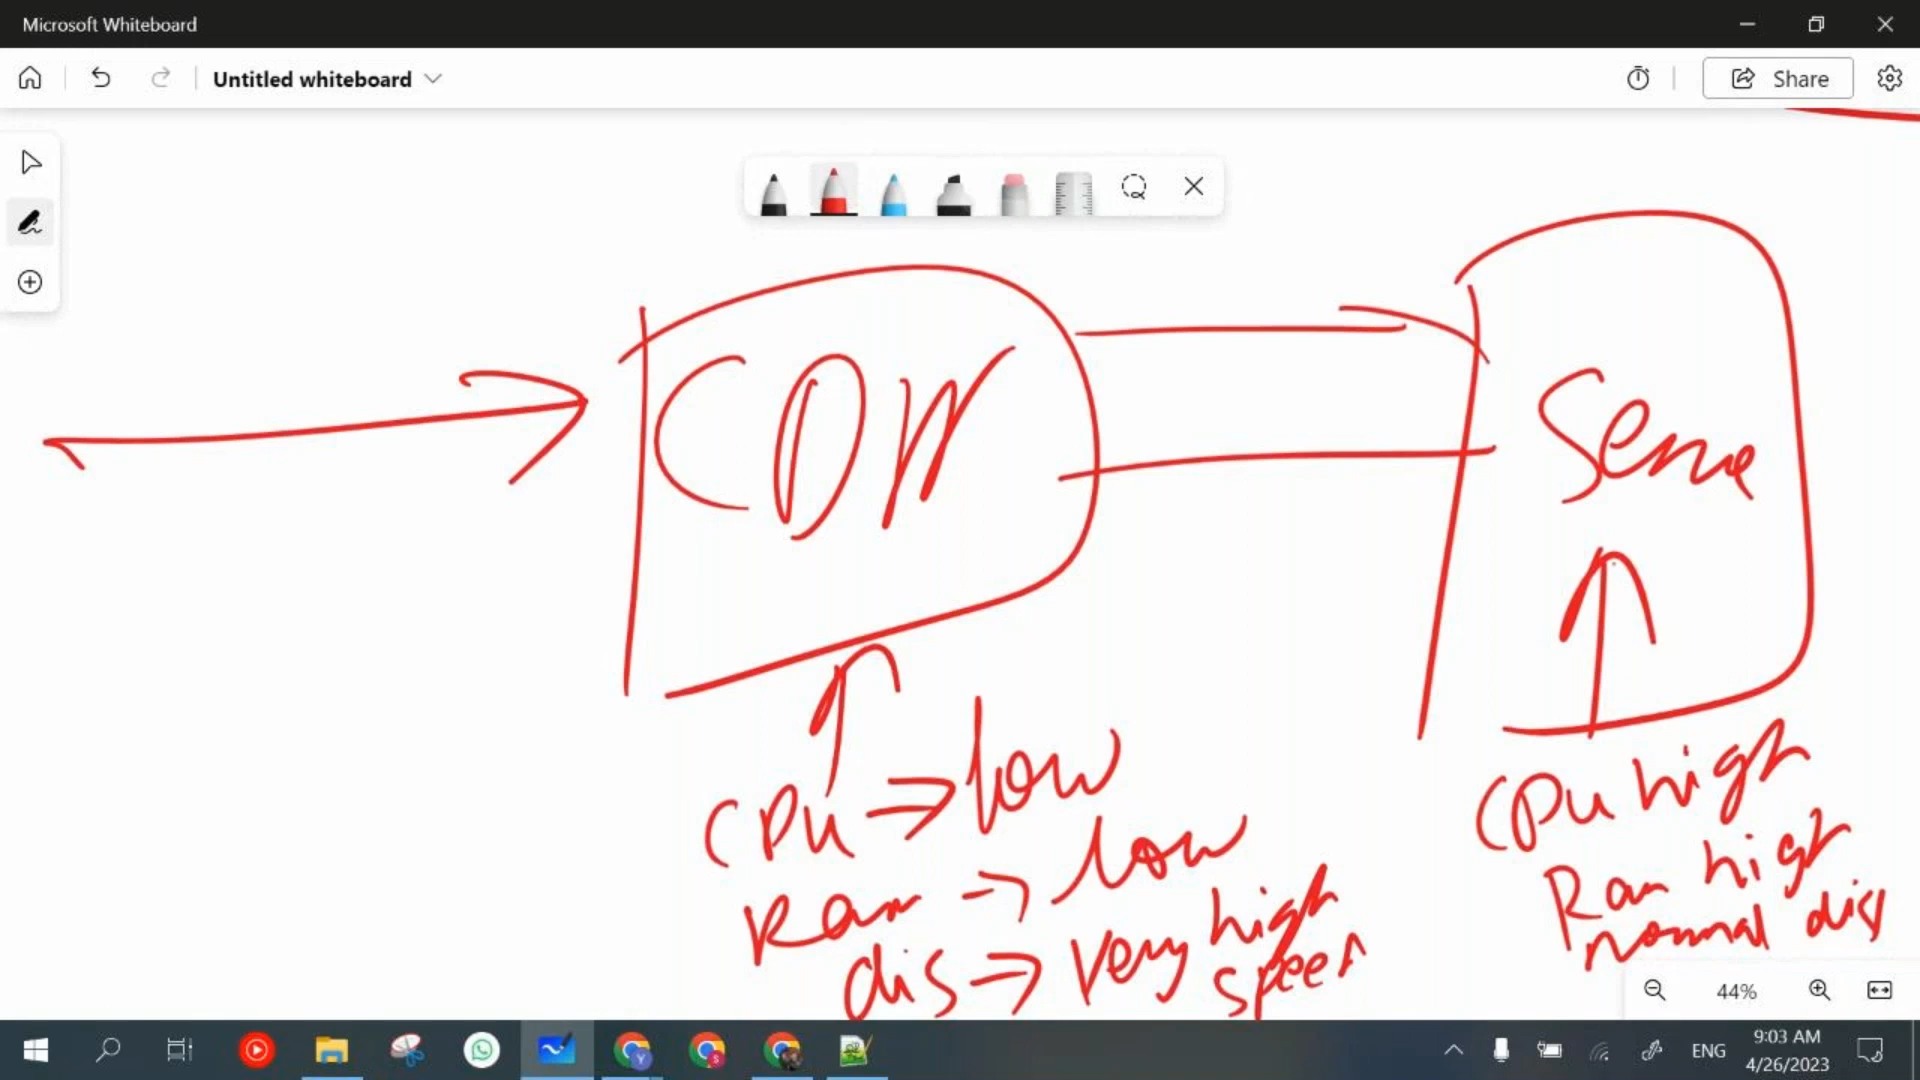 Microsoft Whiteboard
Untitled whiteboard
Share
CDN
Serve
CPU → low
Ram → low
dis → very high
speed
CPU high
Ram high
normal dis
44%
ENG
9:03 AM
4/26/2023